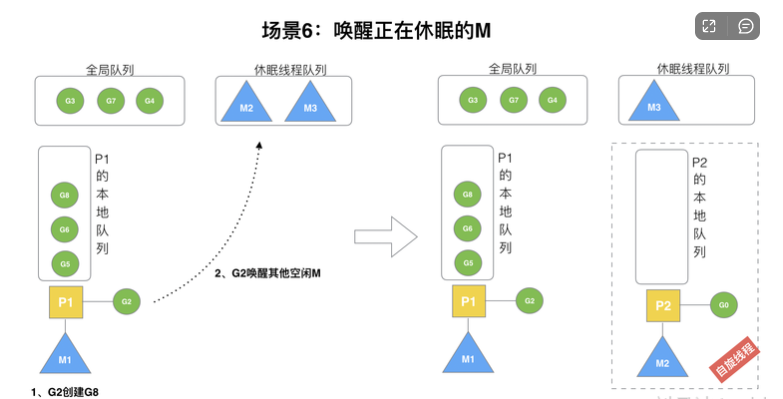 场景6：唤醒正在休眠的M
全局队列
休眠线程队列
G3
G7
G4
M2
M3
P1的本地队列
G8
G6
G5
P1
G2
M1
1、G2创建G8
2、G2唤醒其他空闲M
全局队列
休眠线程队列
G3
G7
G4
M3
P1的本地队列
G8
G6
G5
P1
G2
M1
P2的本地队列
P2
G0
M2
自旋线程